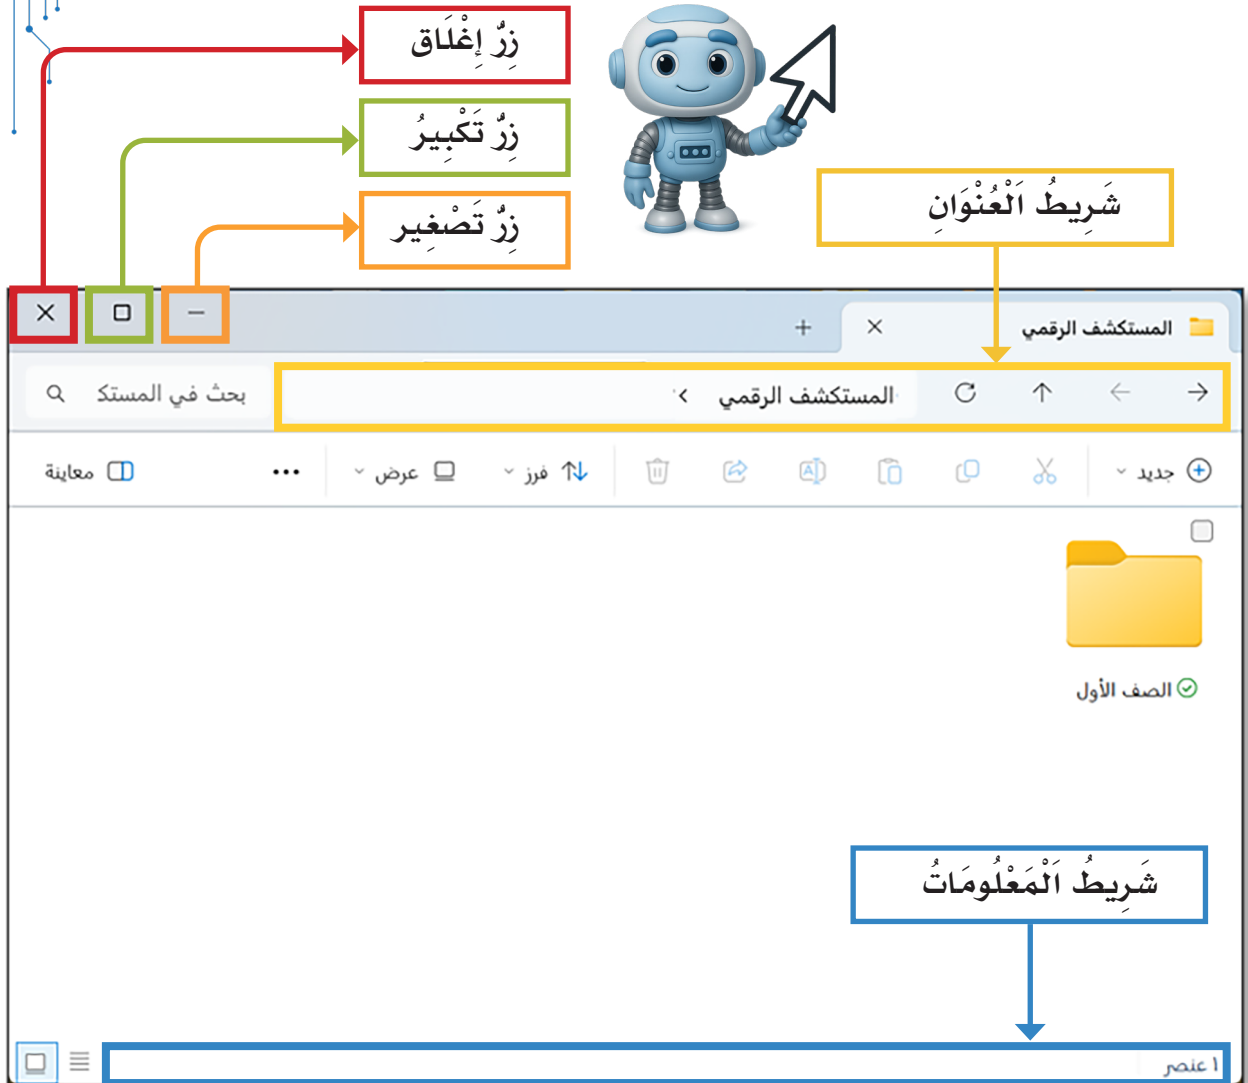 زِرُّ إِغْلَاق
زِرُّ تَكْبِيرُ
زِرُّ تَصْغِير
شَرِيطُ اَلْعُنْوَانِ
المستكشف الرقمي
المستكشف الرقمي
بحث في المستك
جديد
فرز
عرض
معاينة
الصف الأول
شَرِيطُ اَلْمَعْلُومَاتُ
١ عنصر